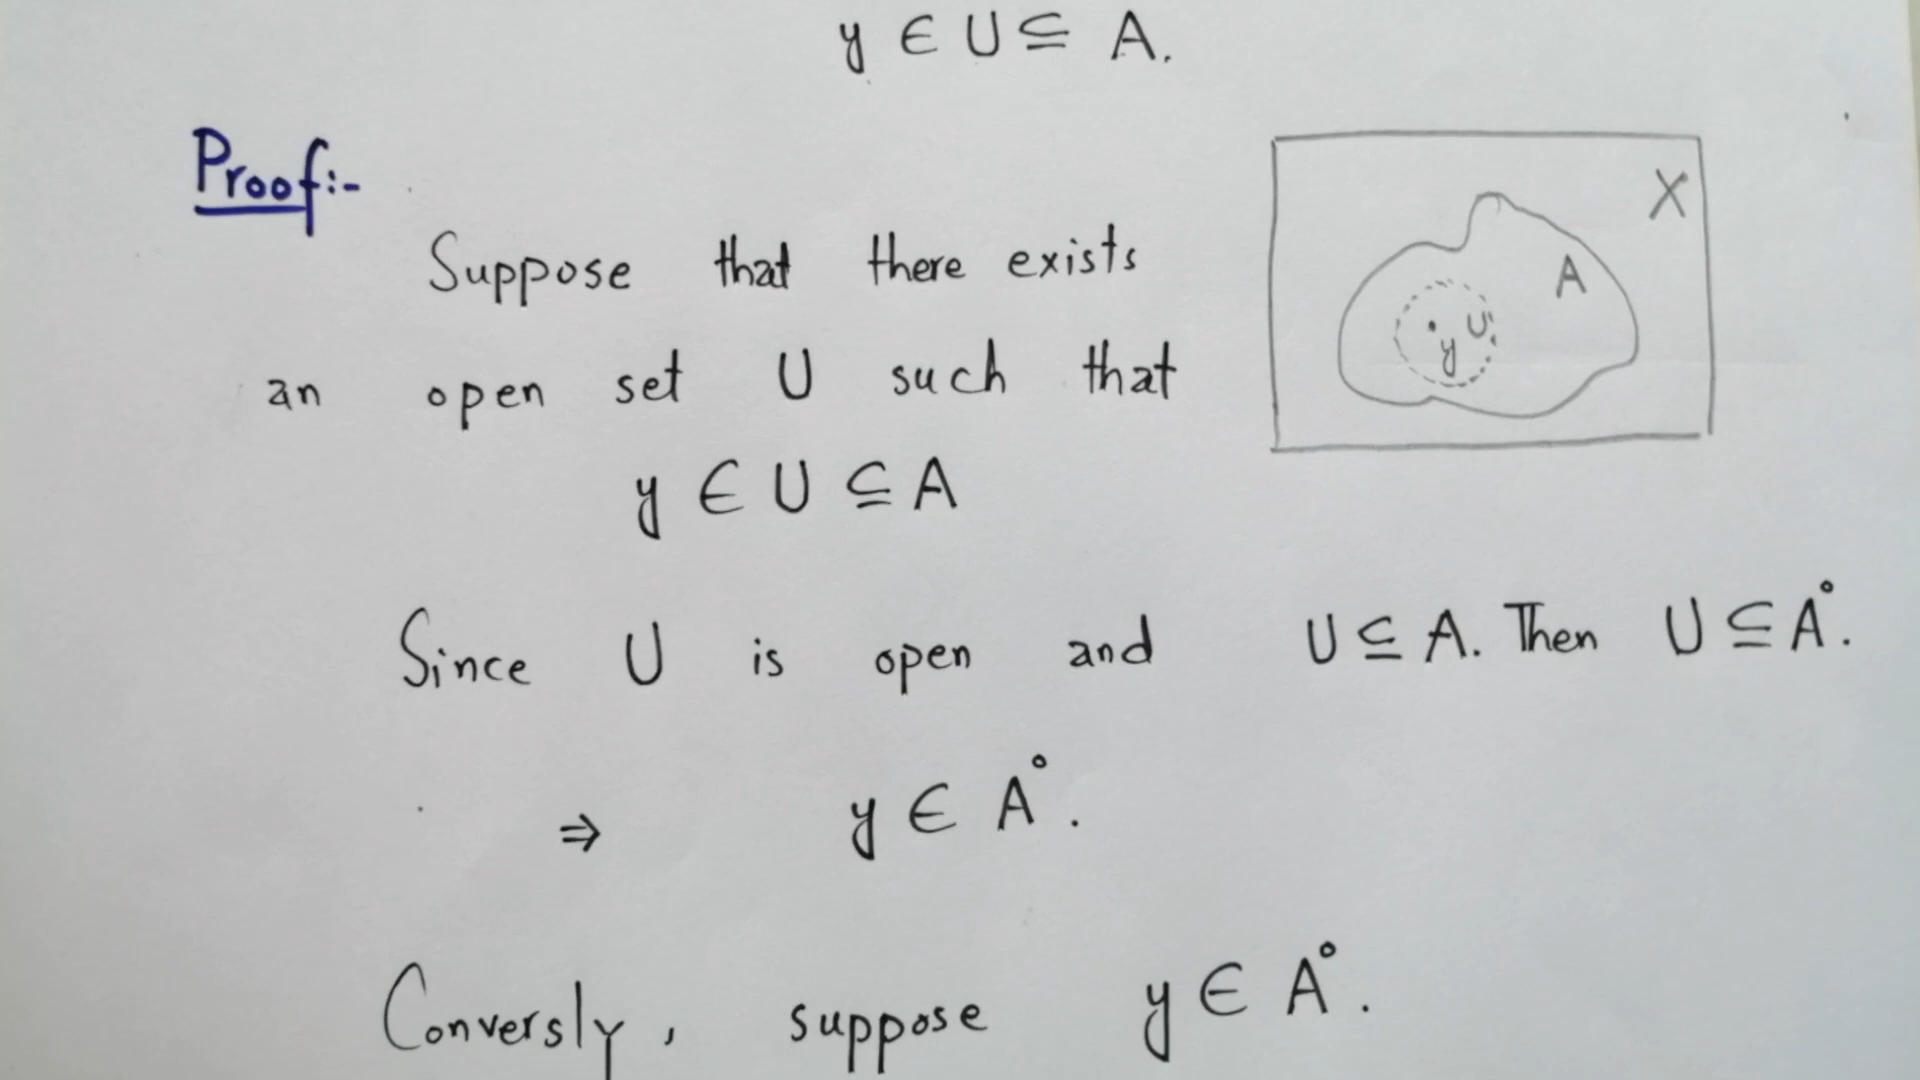 y ∈ U ⊆ A.
Proof:-
Suppose that there exists
an open set U such that
y ∈ U ⊆ A
X
A
U
y
Since U is open and U ⊆ A. Then U ⊆ A°.
⇒ y ∈ A°.
Conversly, suppose y ∈ A°.